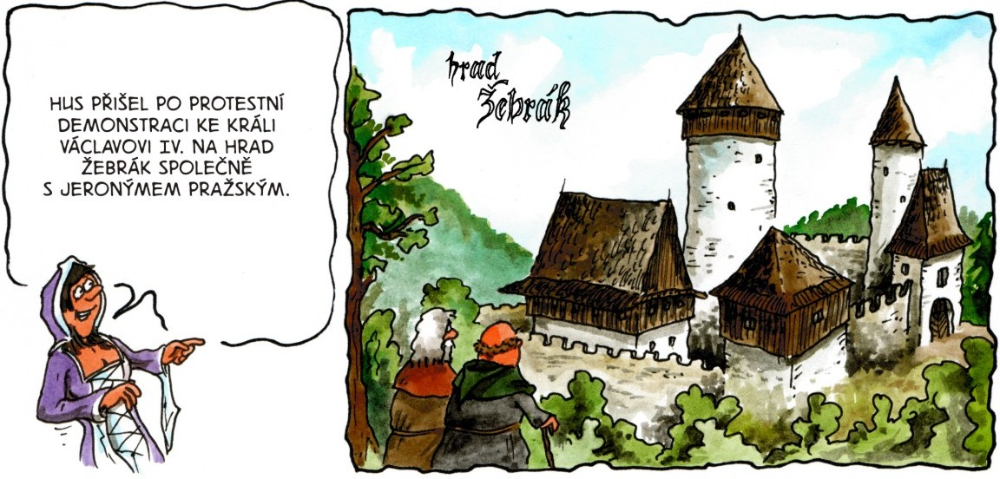 HUS PŘIŠEL PO PROTESTNÍ
DEMONSTRACI KE KRÁLI
VÁCLAVOVI IV. NA HRAD
ŽEBRÁK SPOLEČNĚ
S JERONÝMEM PRAŽSKÝM.
hrad
Žebrák